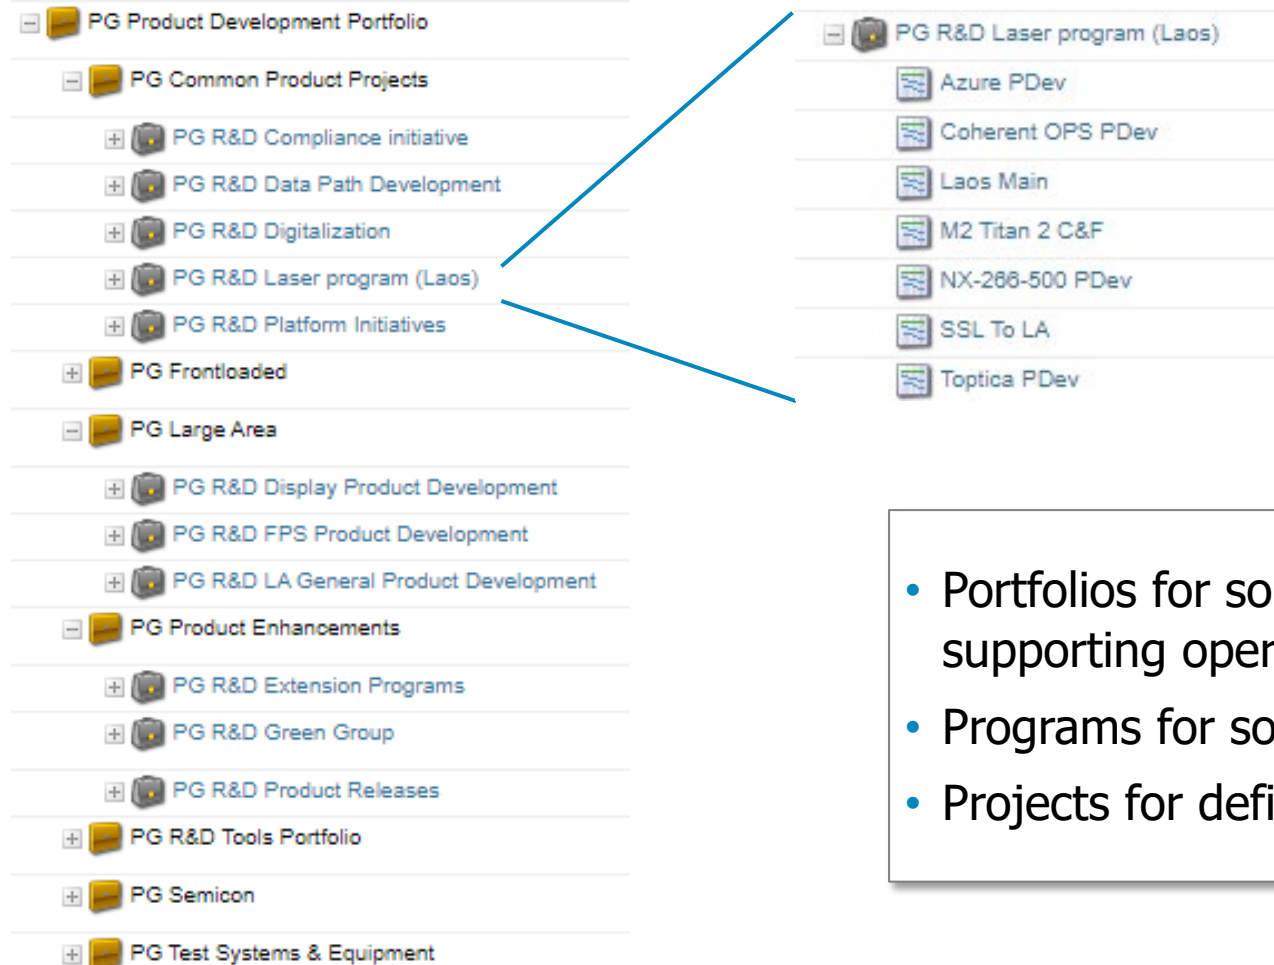 PG Product Development Portfolio
PG Common Product Projects
PG R&D Compliance initiative
PG R&D Data Path Development
PG R&D Digitalization
PG R&D Laser program (Laos)
PG R&D Platform Initiatives
PG Frontloaded
PG Large Area
PG R&D Display Product Development
PG R&D FPS Product Development
PG R&D LA General Product Development
PG Product Enhancements
PG R&D Extension Programs
PG R&D Green Group
PG R&D Product Releases
PG R&D Tools Portfolio
PG Semicon
PG Test Systems & Equipment
PG R&D Laser program (Laos)
Azure PDev
Coherent OPS PDev
Laos Main
M2 Titan 2 C&F
NX-266-500 PDev
SSL To LA
Toptica PDev
• Portfolios for so
supporting oper
• Programs for so
• Projects for defi